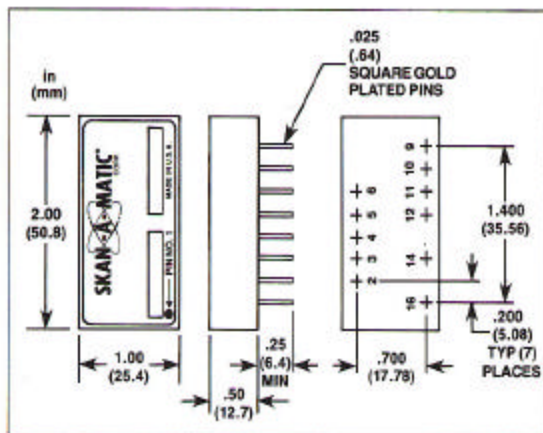 in
(mm)
2.00
(50.8)
1.00
(25.4)
SKAN-A-MATIC
MADE IN U.S.A.
PIN NO. 1
.025
(.64)
SQUARE GOLD
PLATED PINS
.25
(6.4)
MIN
.50
(12.7)
6
5
4
3
2
9
10
11
12
14
16
1.400
(35.56)
.200
(5.08)
TYP (7)
PLACES
.700
(17.78)